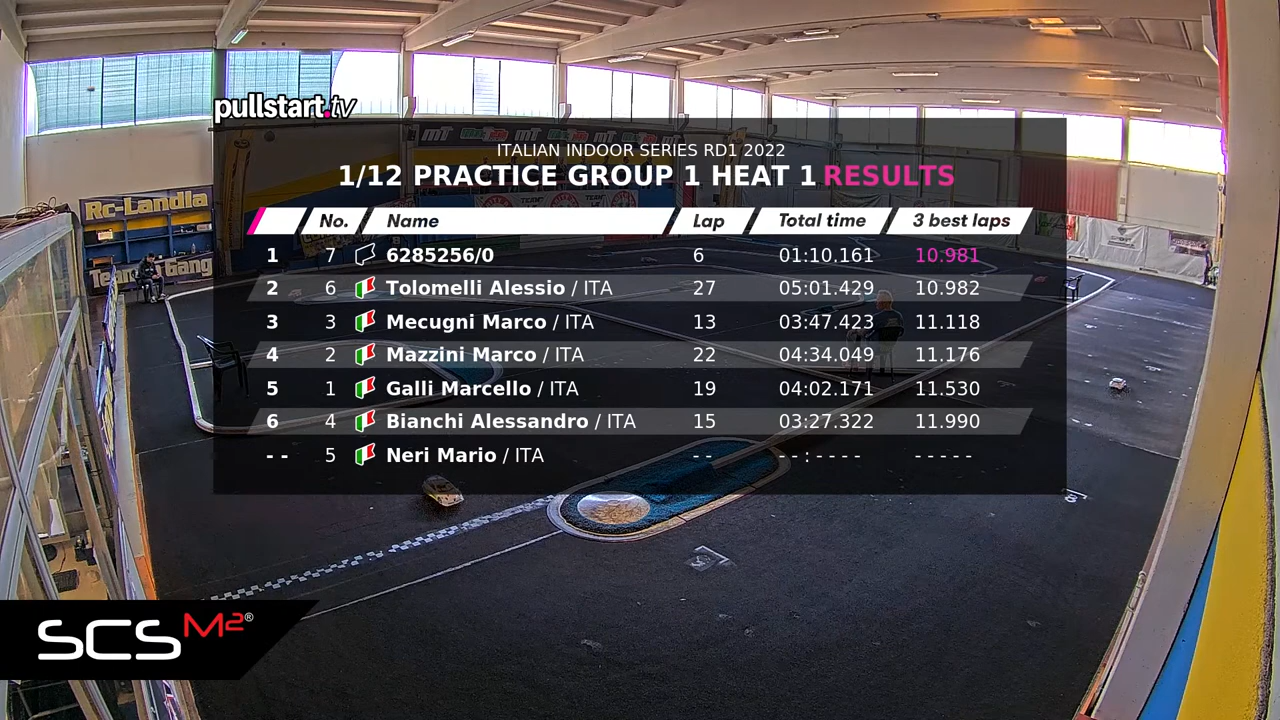 pullstart.tv
ITALIAN INDOOR SERIES RD1 2022
1/12 PRACTICE GROUP 1 HEAT 1 RESULTS
No. Name Lap Total time 3 best laps
1 7 6285256/0 6 01:10.161 10.981
2 6 Tolomelli Alessio / ITA 27 05:01.429 10.982
3 3 Mecugni Marco / ITA 13 03:47.423 11.118
4 2 Mazzini Marco / ITA 22 04:34.049 11.176
5 1 Galli Marcello / ITA 19 04:02.171 11.530
6 4 Bianchi Alessandro / ITA 15 03:27.322 11.990
- - 5 Neri Mario / ITA - - - - : - - - - - - - - -
Rc-Landia
Gang
SCS M2®